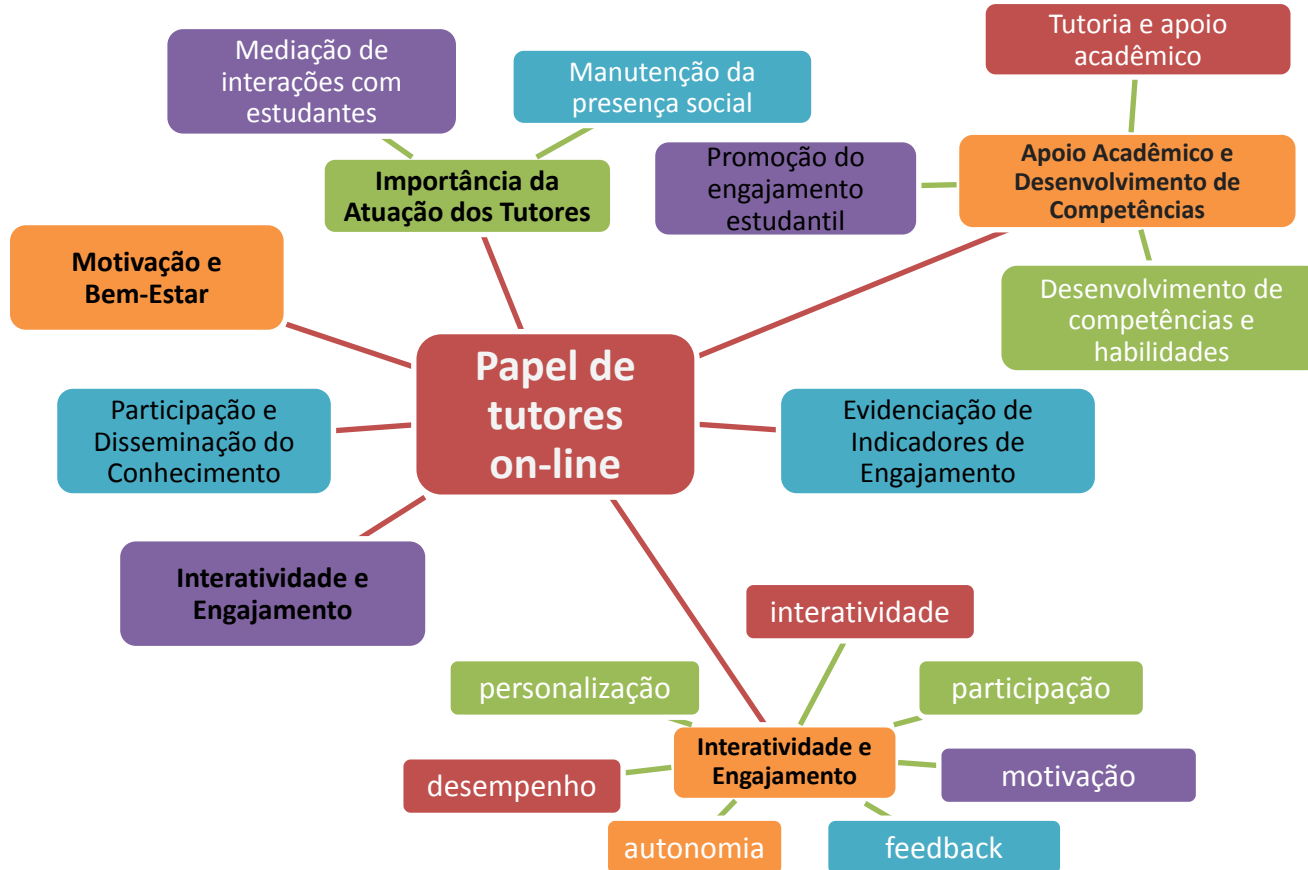 Tutoria e apoio
acadêmico
Mediação de
interações com
estudantes
Manutenção da
presença social
Importância da
Atuação dos Tutores
Promoção do
engajamento
estudantil
Apoio Acadêmico e
Desenvolvimento de
Competências
Motivação e
Bem-Estar
Desenvolvimento de
competências e
habilidades
Papel de
tutores
on-line
Participação e
Disseminação do
Conhecimento
Evidenciação de
Indicadores de
Engajamento
Interatividade e
Engajamento
interatividade
personalização
participação
Interatividade e
Engajamento
desempenho
motivação
autonomia
feedback